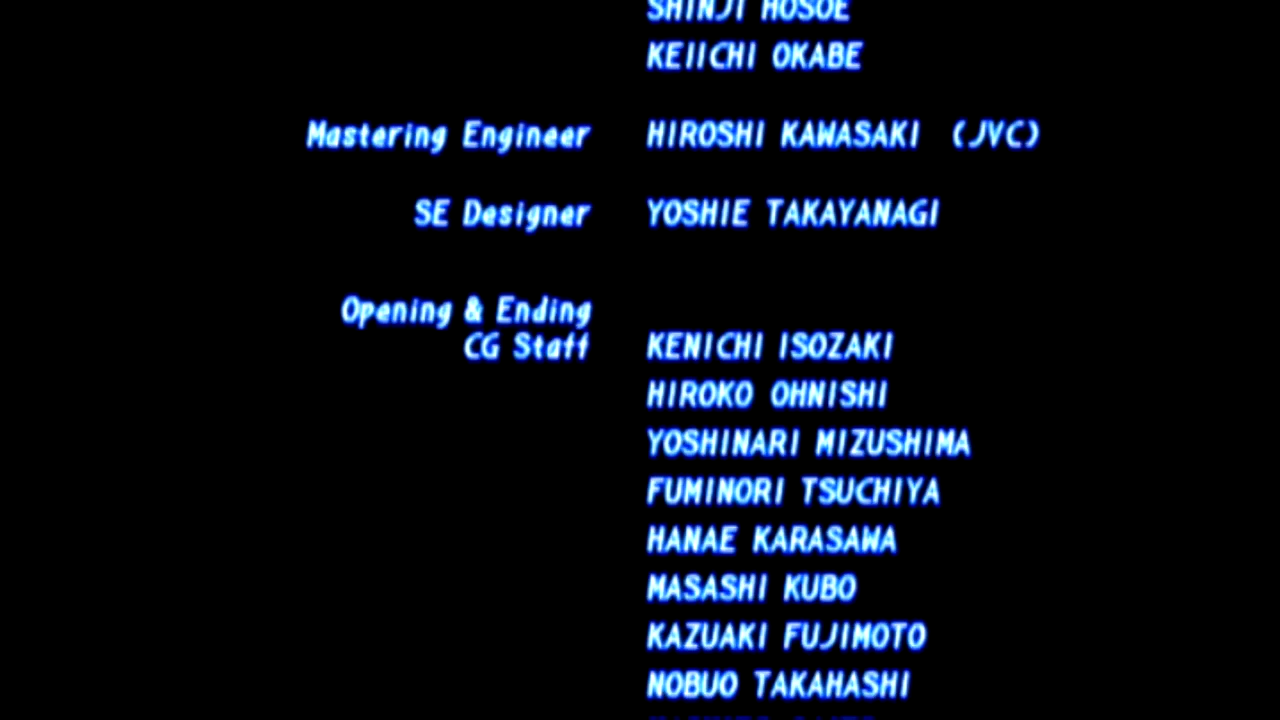 SHINJI HOSOE
KEIICHI OKABE
Mastering Engineer HIROSHI KAWASAKI (JVC)
SE Designer YOSHIE TAKAYANAGI
Opening & Ending
CG Staff KENICHI ISOZAKI
HIROKO OHNISHI
YOSHINARI MIZUSHIMA
FUMINORI TSUCHIYA
HANAE KARASAWA
MASASHI KUBO
KAZUAKI FUJIMOTO
NOBUO TAKAHASHI